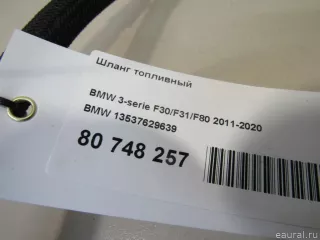 Шланг топливный
BMW 3-serie F30/F31/F80 2011-2020
BMW 13537629639
80 748 257
eaural.ru